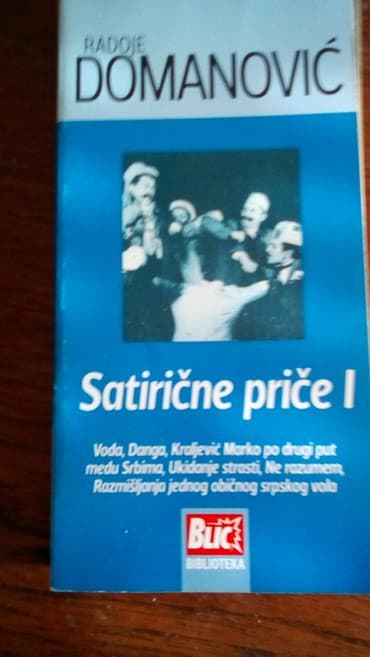 RADOJE
DOMANOVIĆ
Satirične priče I
Voda, Danga, Kraljević Marko po drugi put
među Srbima, Ukidanje strasti, Ne razumem,
Razmišljanja jednog običnog srpskog vola
BLIC
BIBLIOTEKA